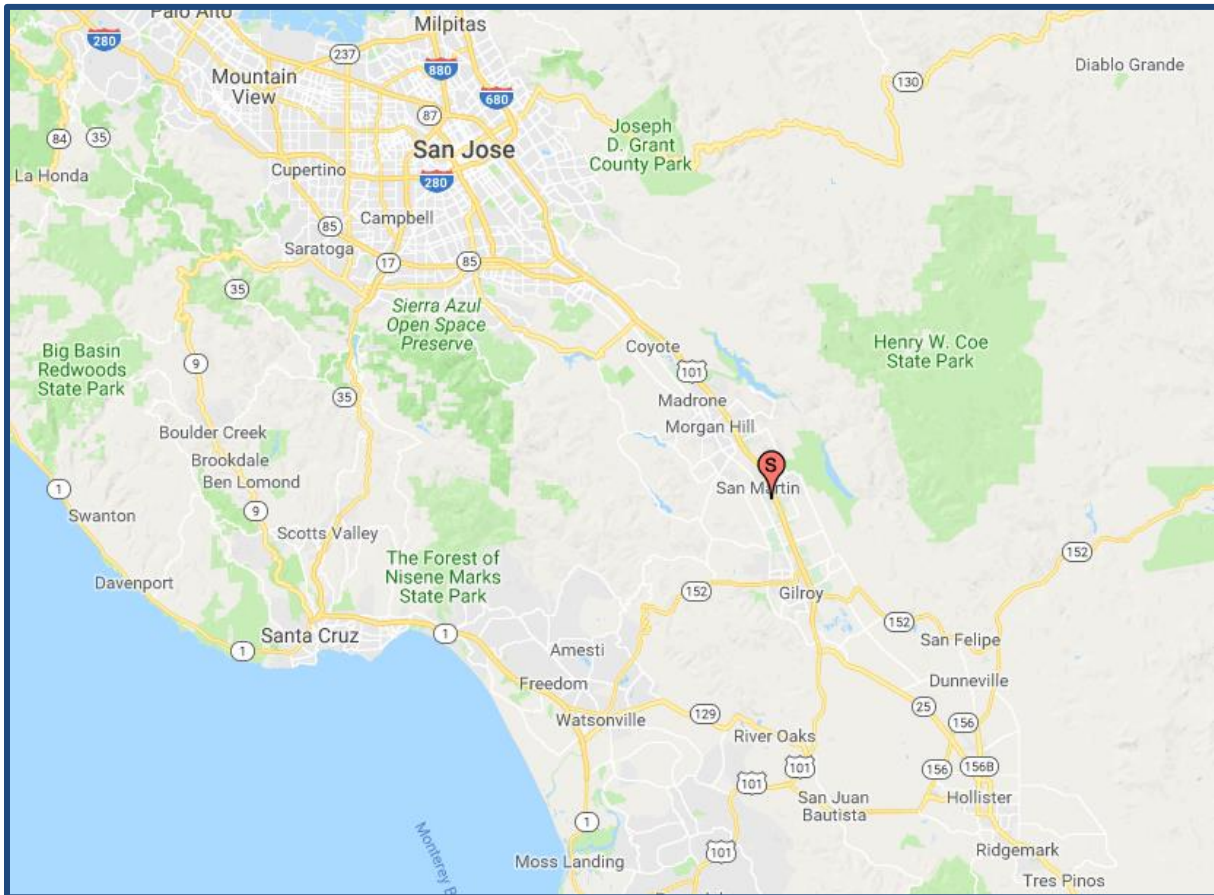 Palo Alto
Milpitas
280
237
880
Mountain
View
680
87
130
Diablo Grande
Joseph
D. Grant
County Park
84
35
San Jose
La Honda
Cupertino
280
Campbell
85
Saratoga
17
85
35
Sierra Azul
Open Space
Preserve
Big Basin
Redwoods
State Park
9
35
Coyote
101
Henry W. Coe
State Park
Madrone
Morgan Hill
Boulder Creek
Brookdale
Ben Lomond
S
San Martin
1
Swanton
9
Scotts Valley
152
The Forest of
Nisene Marks
State Park
Davenport
152
Gilroy
152
San Felipe
Santa Cruz
1
1
Amesti
Freedom
Dunneville
Watsonville
129
25
156
River Oaks
101
101
156
156B
San Juan
Bautista
Hollister
1
101
Ridgemark
Moss Landing
Tres Pinos
Monterey